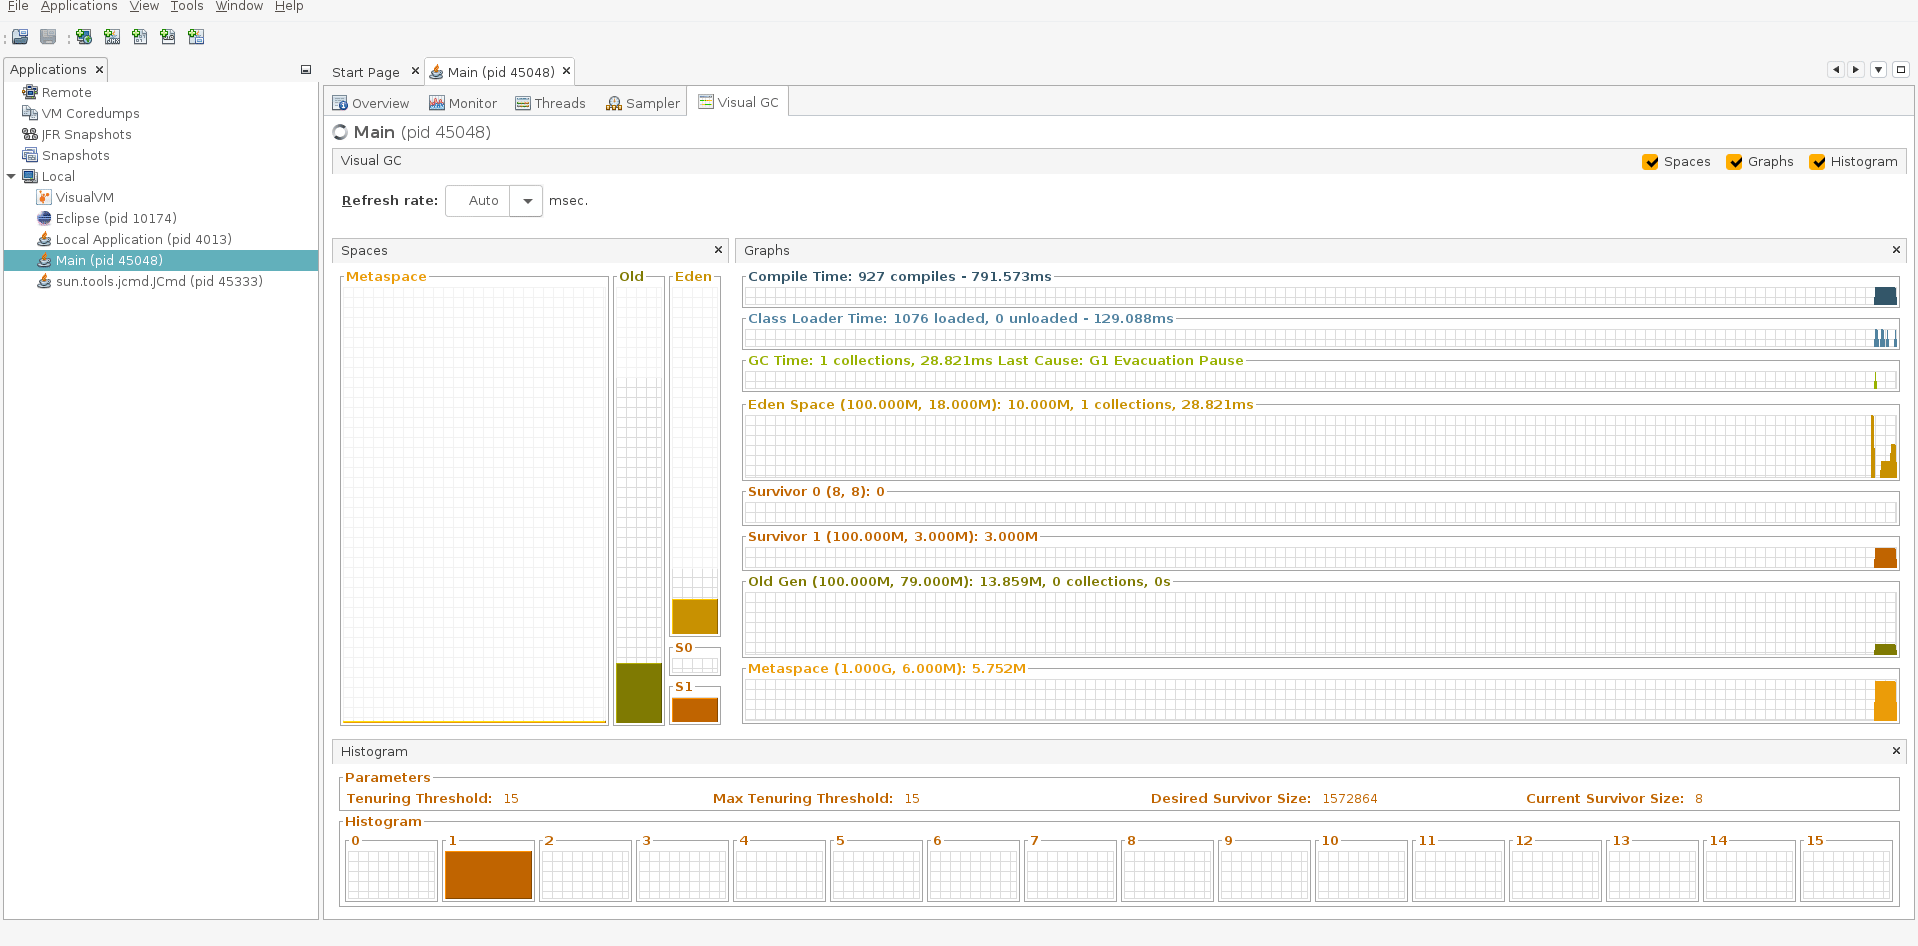 File Applications View Tools Window Help
Applications
Start Page
Main (pid 45048)
Remote
VM Coredumps
JFR Snapshots
Snapshots
Local
VisualVM
Eclipse (pid 10174)
Local Application (pid 4013)
Main (pid 45048)
sun.tools.jcmd.JCmd (pid 45333)
Overview Monitor Threads Sampler Visual GC
Main (pid 45048)
Visual GC
Spaces Graphs Histogram
Refresh rate: Auto msec.
Spaces
Metaspace Old Eden
S0
S1
Graphs
Compile Time: 927 compiles - 791.573ms
Class Loader Time: 1076 loaded, 0 unloaded - 129.088ms
GC Time: 1 collections, 28.821ms Last Cause: G1 Evacuation Pause
Eden Space (100.000M, 18.000M): 10.000M, 1 collections, 28.821ms
Survivor 0 (8, 8): 0
Survivor 1 (100.000M, 3.000M): 3.000M
Old Gen (100.000M, 79.000M): 13.859M, 0 collections, 0s
Metaspace (1.000G, 6.000M): 5.752M
Histogram
Parameters
Tenuring Threshold: 15 Max Tenuring Threshold: 15 Desired Survivor Size: 1572864 Current Survivor Size: 8
Histogram
0 1 2 3 4 5 6 7 8 9 10 11 12 13 14 15